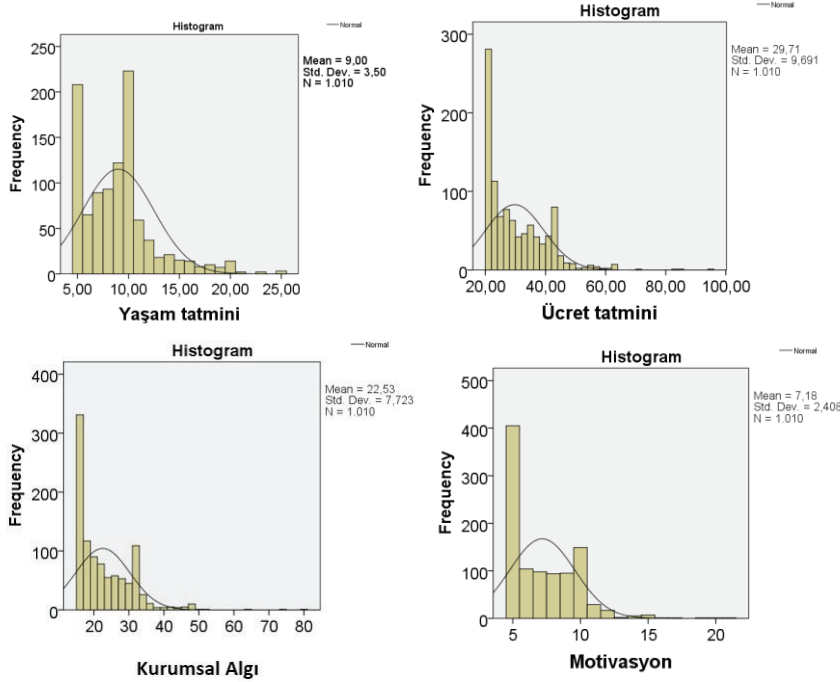 Histogram
Normal
Mean = 9,00
Std. Dev. = 3,50
N = 1.010
Frequency
250
200
150
100
50
0
5,00 10,00 15,00 20,00 25,00
Yaşam tatmini
Histogram
Normal
Mean = 29,71
Std. Dev. = 9,691
N = 1.010
Frequency
300
200
100
0
20,00 40,00 60,00 80,00 100,00
Ücret tatmini
Histogram
Normal
Mean = 22,53
Std. Dev. = 7,723
N = 1.010
Frequency
400
300
200
100
0
20 30 40 50 60 70 80
Kurumsal Algı
Histogram
Normal
Mean = 7,18
Std. Dev. = 2,408
N = 1.010
Frequency
500
400
300
200
100
0
5 10 15 20
Motivasyon